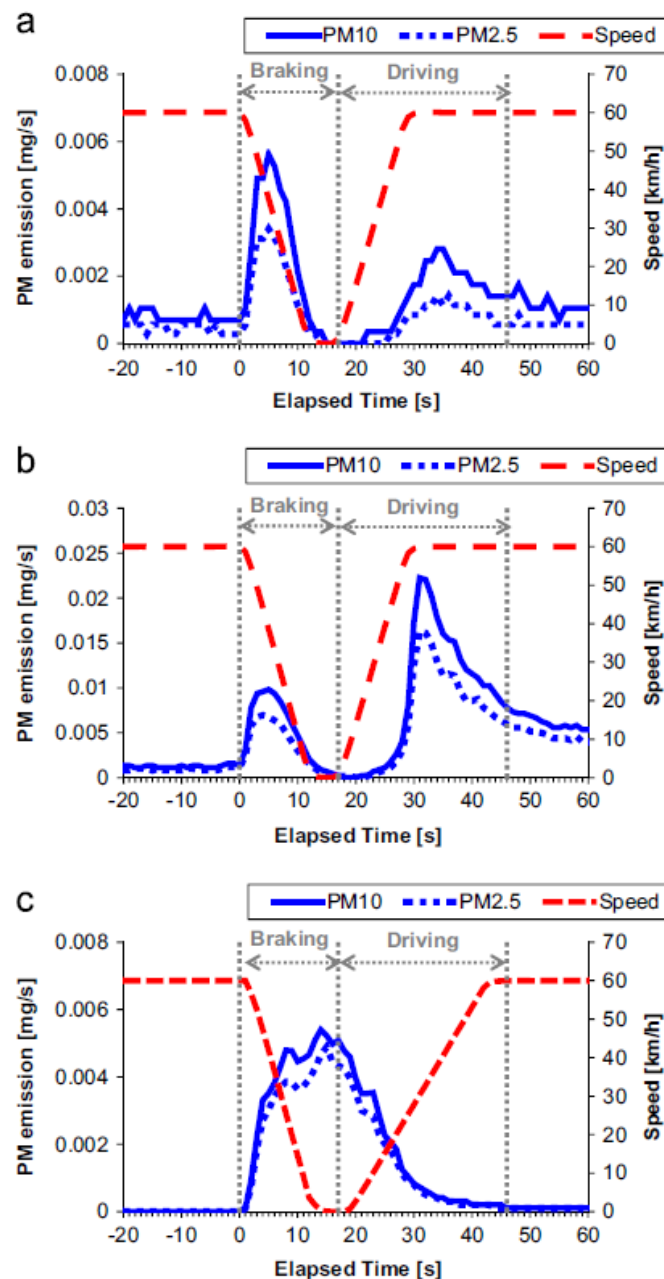 a
PM10 PM2.5 Speed
Braking Driving
0.008
0.006
0.004
0.002
0
PM emission [mg/s]
70
60
50
40
30
20
10
0
Speed [km/h]
-20 -10 0 10 20 30 40 50 60
Elapsed Time [s]
b
PM10 PM2.5 Speed
Braking Driving
0.03
0.025
0.02
0.015
0.01
0.005
0
PM emission [mg/s]
70
60
50
40
30
20
10
0
Speed [km/h]
-20 -10 0 10 20 30 40 50 60
Elapsed Time [s]
c
PM10 PM2.5 Speed
Braking Driving
0.008
0.006
0.004
0.002
0
PM emission [mg/s]
70
60
50
40
30
20
10
0
Speed [km/h]
-20 -10 0 10 20 30 40 50 60
Elapsed Time [s]